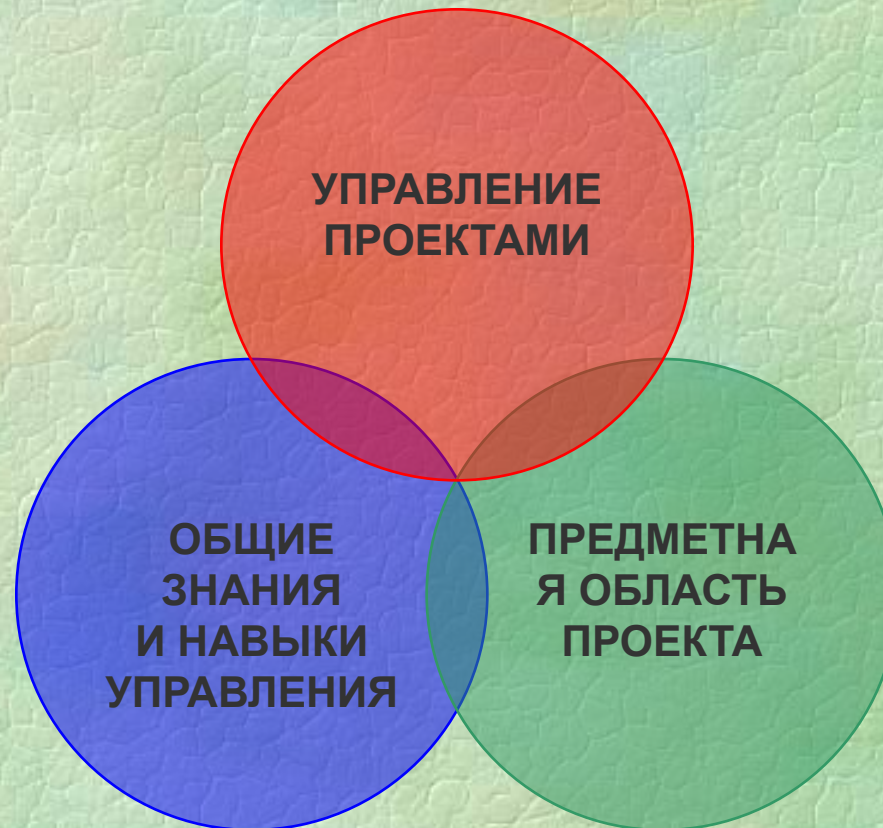 УПРАВЛЕНИЕ
ПРОЕКТАМИ
ОБЩИЕ
ЗНАНИЯ
И НАВЫКИ
УПРАВЛЕНИЯ
ПРЕДМЕТНА
Я ОБЛАСТЬ
ПРОЕКТА